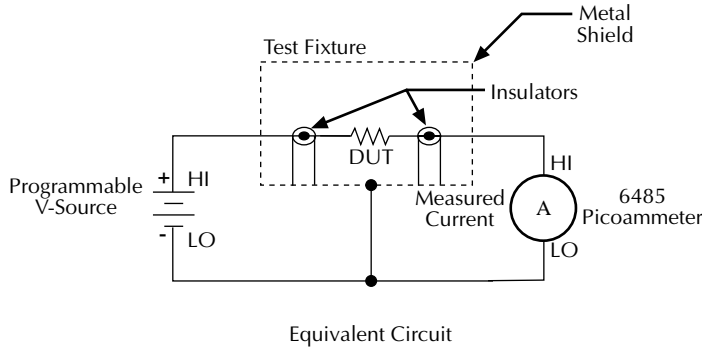 Metal
Shield
Test Fixture
Insulators
DUT
+ HI
HI
Programmable
V-Source
Measured
Current
A
6485
Picoammeter
- LO
LO
Equivalent Circuit